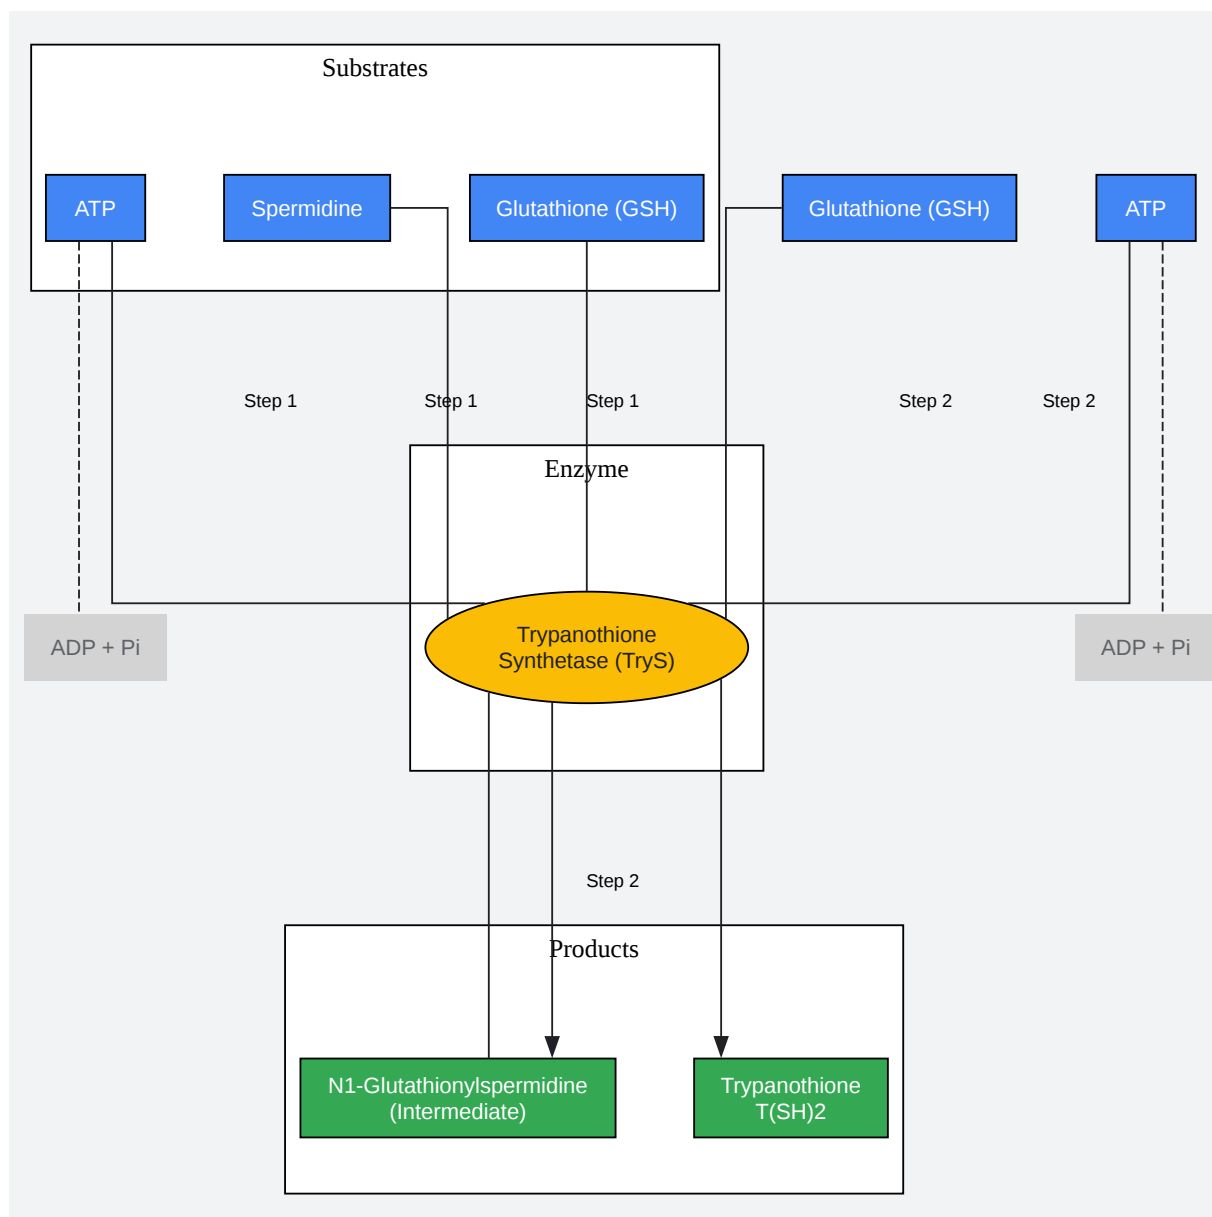 Substrates
ATP
Spermidine
Glutathione (GSH)
Glutathione (GSH)
ATP
Step 1
Step 1
Step 1
Step 2
Step 2
Enzyme
ADP + Pi
Trypanothione
Synthetase (TryS)
ADP + Pi
Step 2
Products
N1-Glutathionylspermidine
(Intermediate)
Trypanothione
T(SH)2